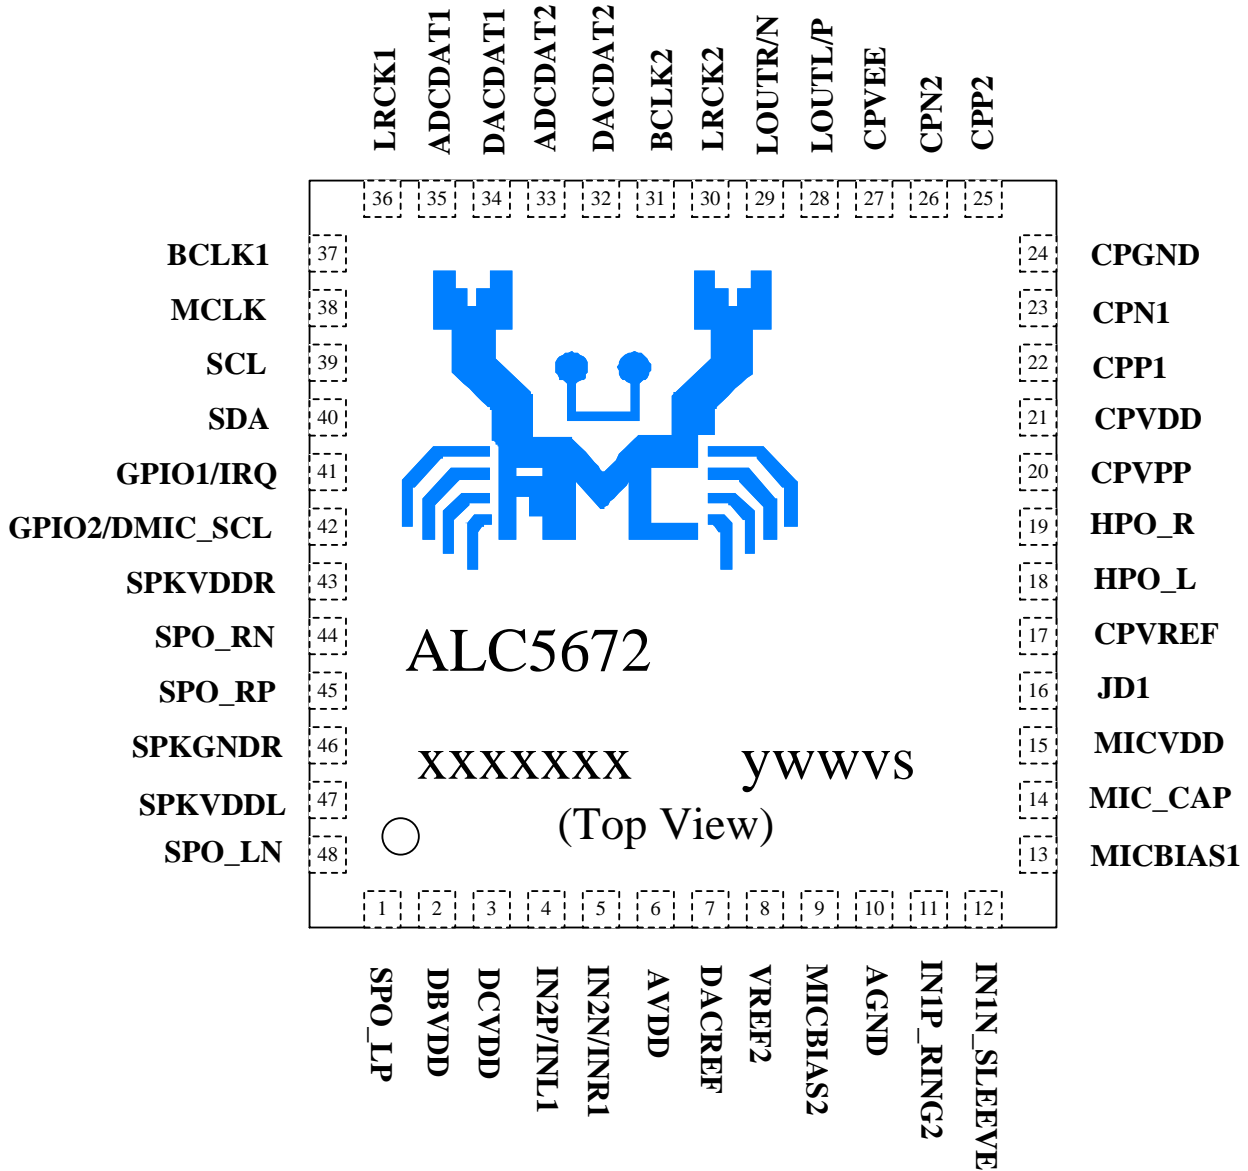 LRCK1
ADCDAT1
DACDAT1
ADCDAT2
DACDAT2
BCLK2
LRCK2
LOUTR/N
LOUTL/P
CPVEE
CPN2
CPP2
36 35 34 33 32 31 30 29 28 27 26 25
BCLK1 37
24 CPGND
MCLK 38
23 CPN1
SCL 39
22 CPP1
SDA 40
21 CPVDD
GPIO1/IRQ 41
20 CPVPP
GPIO2/DMIC_SCL 42
19 HPO_R
SPKVDDR 43
18 HPO_L
SPO_RN 44
17 CPVREF
ALC5672
SPO_RP 45
16 JD1
SPKGNDR 46
15 MICVDD
xxxxxxx ywwvs
SPKVDDL 47
14 MIC_CAP
(Top View)
SPO_LN 48
13 MICBIAS1
1 2 3 4 5 6 7 8 9 10 11 12
SPO_LP
DBVDD
DCVDD
IN2P/INL1
IN2N/INR1
AVDD
DACREF
VREF2
MICBIAS2
AGND
IN1P_RING2
IN1N_SLEEVE